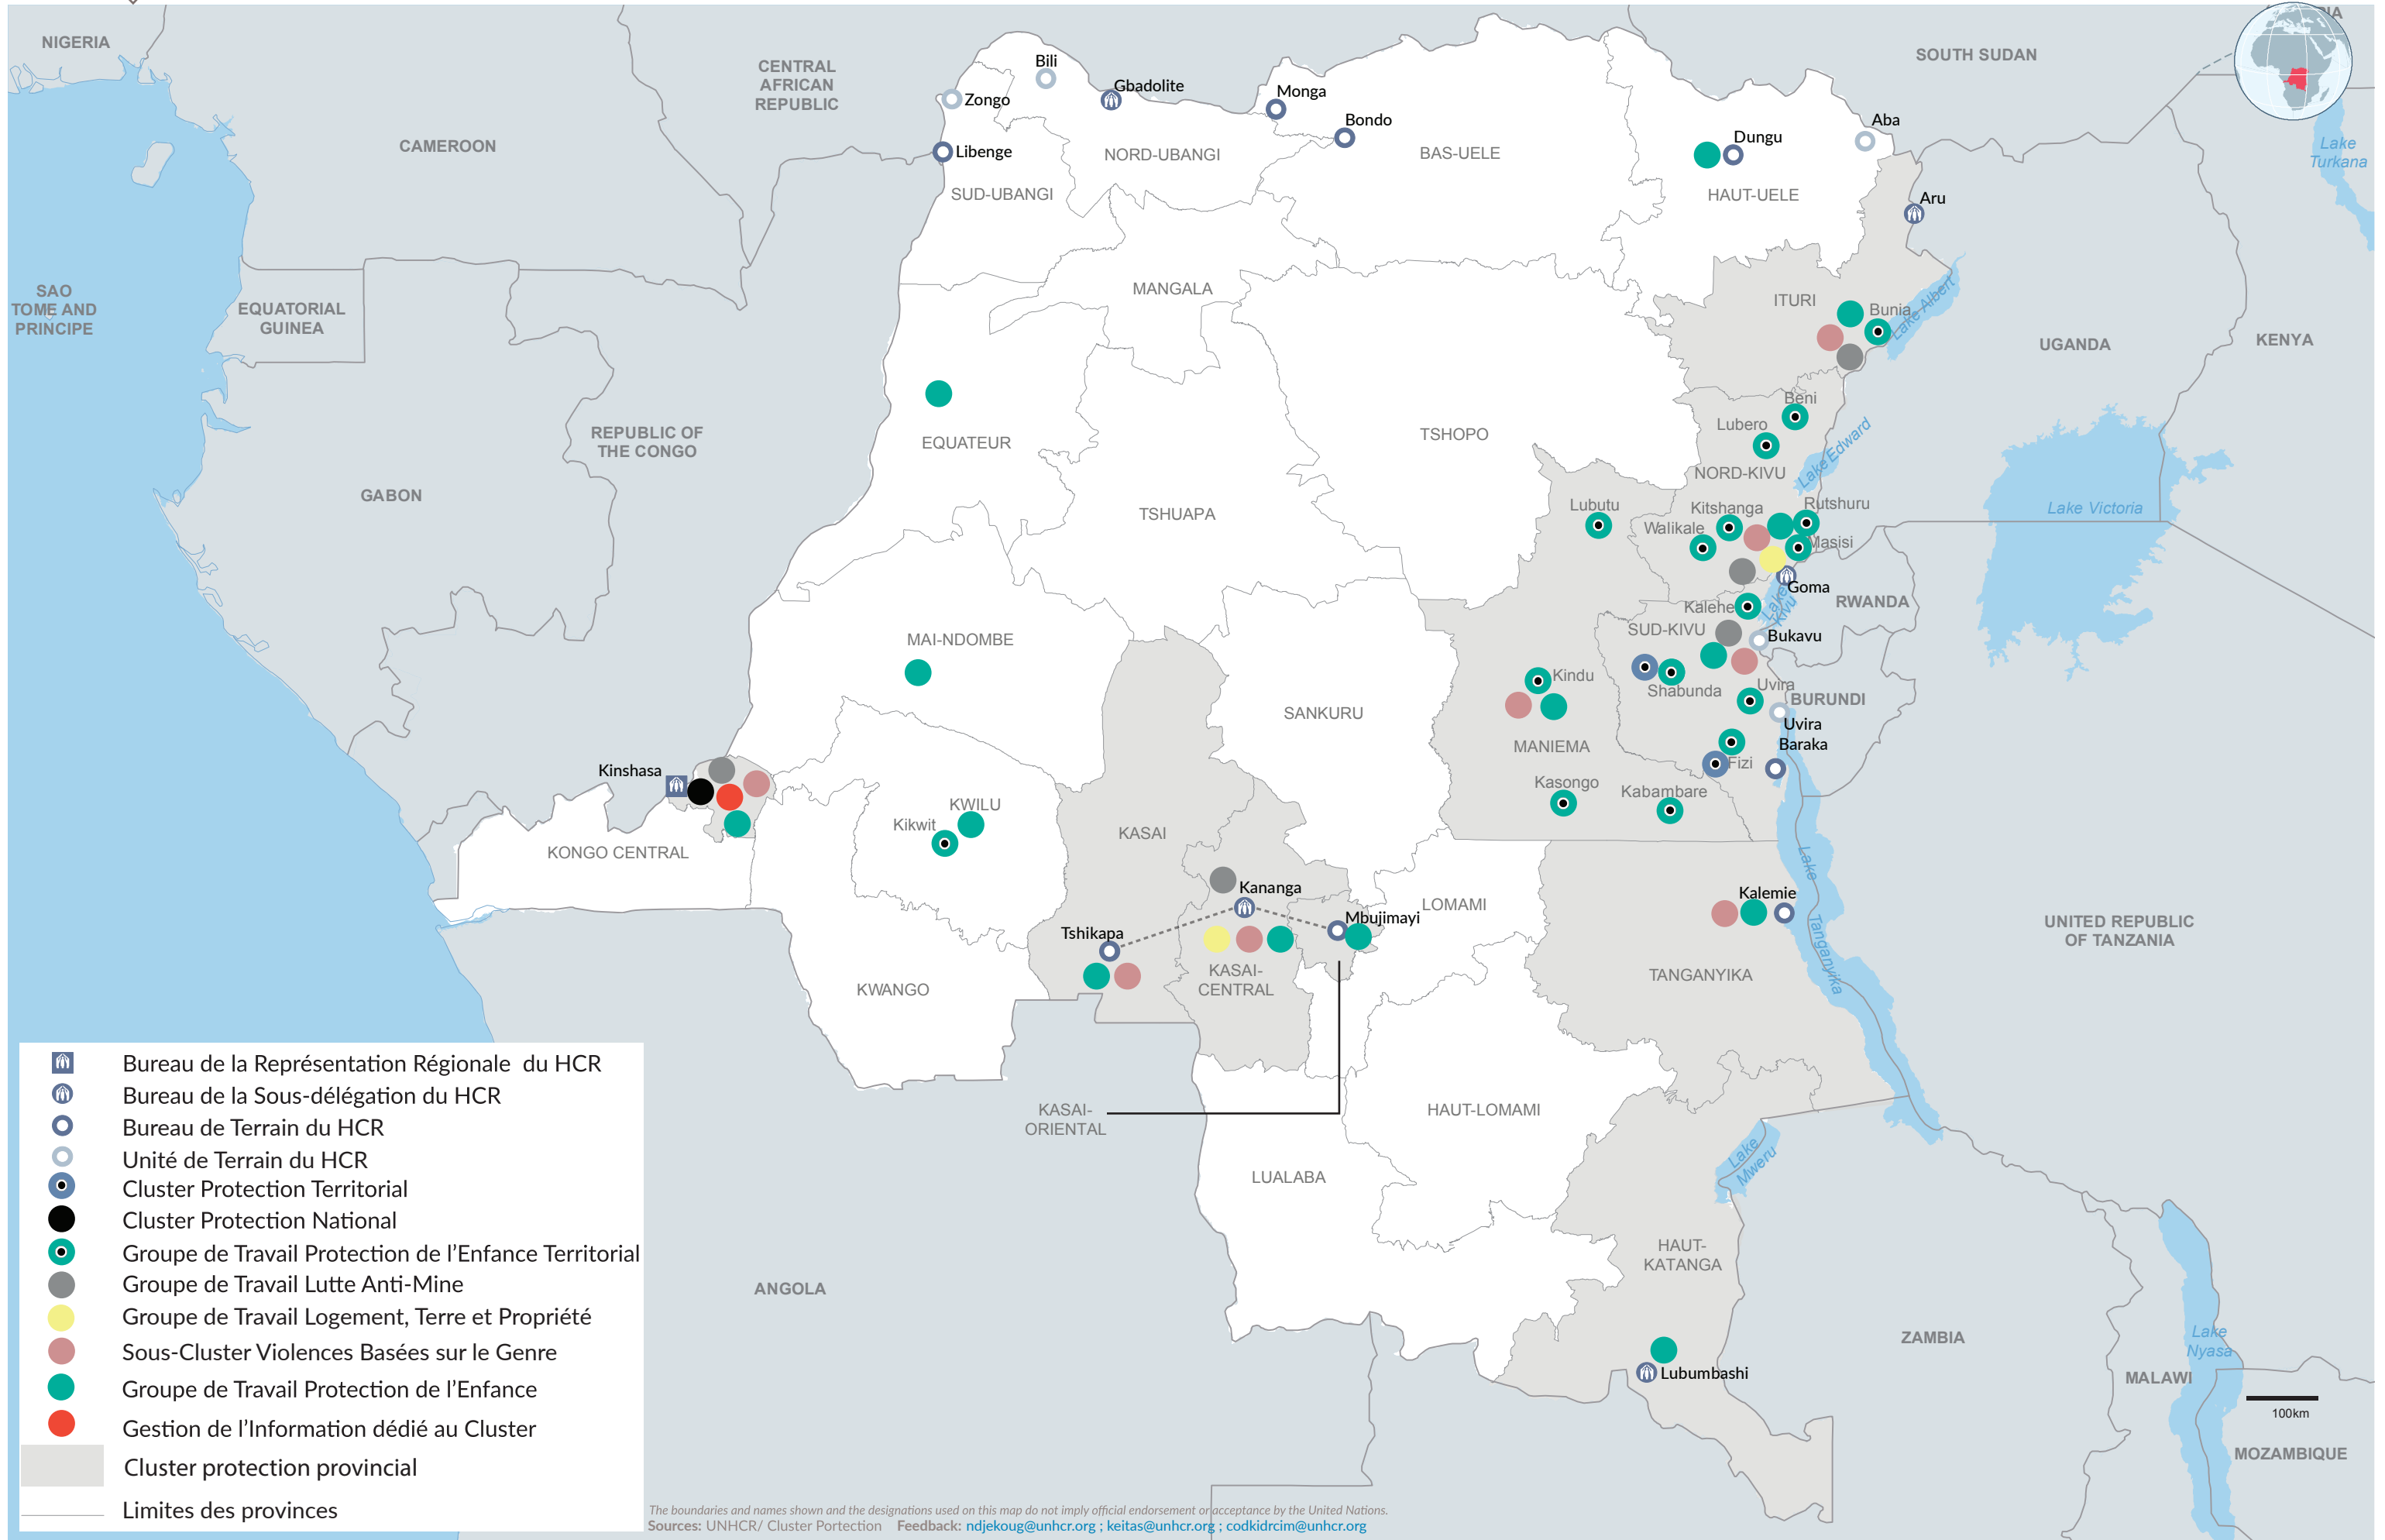 NIGERIA
CAMEROON
CENTRAL
AFRICAN
REPUBLIC
SOUTH SUDAN
Bili
Zongo
Gbadolite
Monga
Bondo
Libenge
NORD-UBANGI
SUD-UBANGI
BAS-UELE
Dungu
Aba
HAUT-UELE
Aru
Lake
Turkana
SAO
TOME AND
PRINCIPE
EQUATORIAL
GUINEA
MANGALA
ITURI
Bunia
Lake Albert
UGANDA
KENYA
GABON
REPUBLIC OF
THE CONGO
EQUATEUR
TSHUAPA
TSHOPO
Beni
Lubero
NORD-KIVU
Lake Edward
Lubutu
Kitshanga
Rutshuru
Walikale
Masisi
Goma
Lake Victoria
Kalehe
Lake
Kivu
RWANDA
SUD-KIVU
Bukavu
MAI-NDOMBE
SANKURU
Kindu
Shabunda
Uvira
BURUNDI
Uvira
Baraka
MANIEMA
Fizi
Kasongo
Kabambare
Kinshasa
KONGO CENTRAL
KWILU
Kikwit
KASAI
Kananga
Mbujimayi
LOMAMI
Tshikapa
KASAI-
CENTRAL
KWANGO
Kalemie
TANGANYIKA
Lake
Tanganyika
UNITED REPUBLIC
OF TANZANIA
KASAI-
ORIENTAL
HAUT-LOMAMI
LUALABA
Lake
Mweru
HAUT-
KATANGA
ANGOLA
Lubumbashi
ZAMBIA
Lake
Nyasa
MALAWI
MOZAMBIQUE
100km
Bureau de la Représentation Régionale du HCR
Bureau de la Sous-délégation du HCR
Bureau de Terrain du HCR
Unité de Terrain du HCR
Cluster Protection Territorial
Cluster Protection National
Groupe de Travail Protection de l'Enfance Territorial
Groupe de Travail Lutte Anti-Mine
Groupe de Travail Logement, Terre et Propriété
Sous-Cluster Violences Basées sur le Genre
Groupe de Travail Protection de l'Enfance
Gestion de l'Information dédié au Cluster
Cluster protection provincial
Limites des provinces
The boundaries and names shown and the designations used on this map do not imply official endorsement or acceptance by the United Nations.
Sources: UNHCR/ Cluster Portection Feedback: ndjekoug@unhcr.org ; keitas@unhcr.org ; codkidrcim@unhcr.org